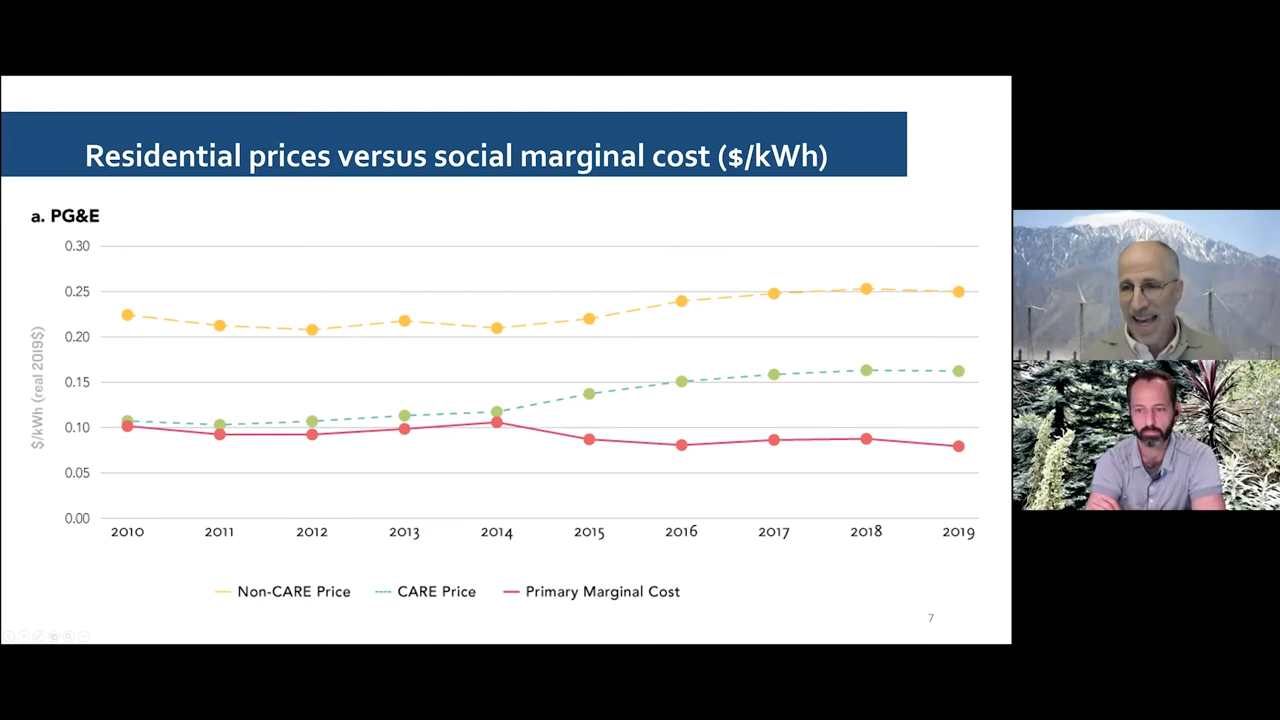 Residential prices versus social marginal cost ($/kWh)
a. PG&E
$/kWh (real 2019$)
0.30
0.25
0.20
0.15
0.10
0.05
0.00
2010 2011 2012 2013 2014 2015 2016 2017 2018 2019
Non-CARE Price CARE Price Primary Marginal Cost
7